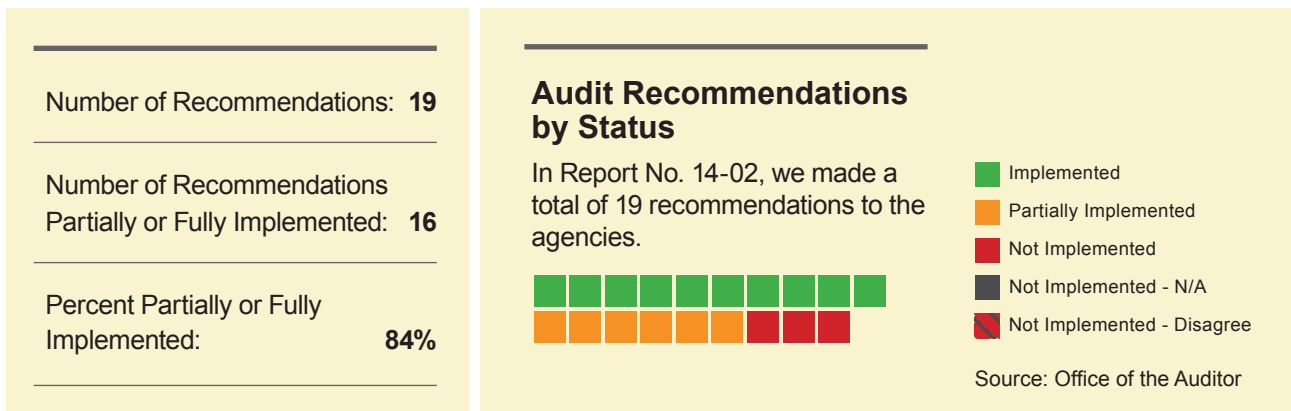 Number of Recommendations: 19
Number of Recommendations
Partially or Fully Implemented: 16
Percent Partially or Fully
Implemented: 84%
Audit Recommendations
by Status
In Report No. 14-02, we made a
total of 19 recommendations to the
agencies.
Implemented
Partially Implemented
Not Implemented
Not Implemented - N/A
Not Implemented - Disagree
Source: Office of the Auditor